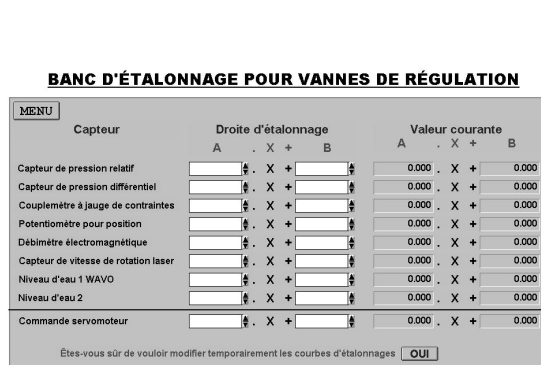 BANC D'ÉTALONNAGE POUR VANNES DE RÉGULATION
MENU
Capteur Droite d'étalonnage Valeur courante
A . X + B A . X + B
Capteur de pression relatif . X + 0.000 . X + 0.000
Capteur de pression différentiel . X + 0.000 . X + 0.000
Couplemétre à jauge de contraintes . X + 0.000 . X + 0.000
Potentiomètre pour position . X + 0.000 . X + 0.000
Débimètre électromagnétique . X + 0.000 . X + 0.000
Capteur de vitesse de rotation laser . X + 0.000 . X + 0.000
Niveau d'eau 1 WAVO . X + 0.000 . X + 0.000
Niveau d'eau 2 . X + 0.000 . X + 0.000
Commande servomoteur . X + 0.000 . X + 0.000
Êtes-vous sûr de vouloir modifier temporairement les courbes d'étalonnages OUI